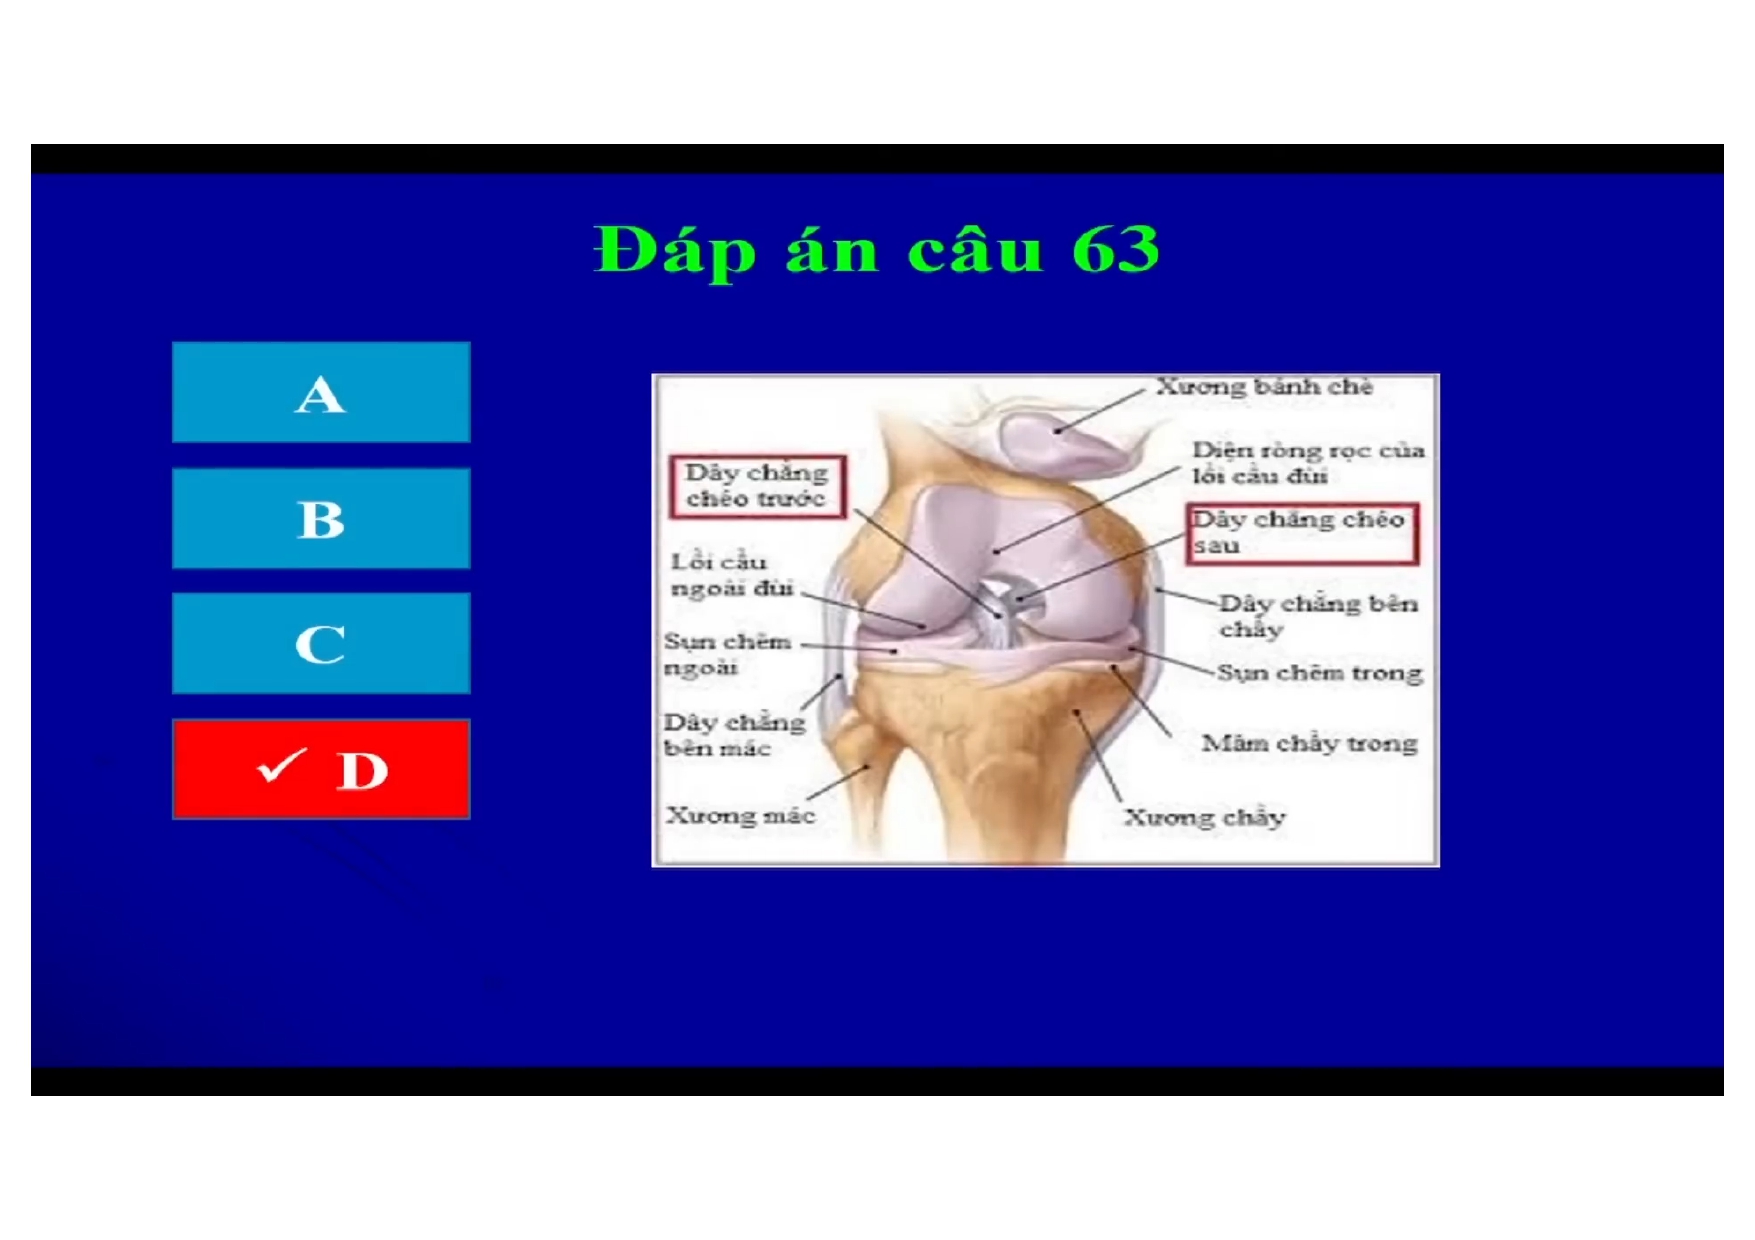 Đáp án câu 63
A
B
C
✓ D
Xương bánh chè
Diện ròng rọc của
lồi cầu đùi
Dây chằng
chéo trước
Dây chằng chéo
sau
Lồi cầu
ngoài đùi
Dây chằng bên
chầy
Sụn chêm
ngoài
Sụn chêm trong
Dây chằng
bên mác
Mâm chầy trong
Xương mác
Xương chầy